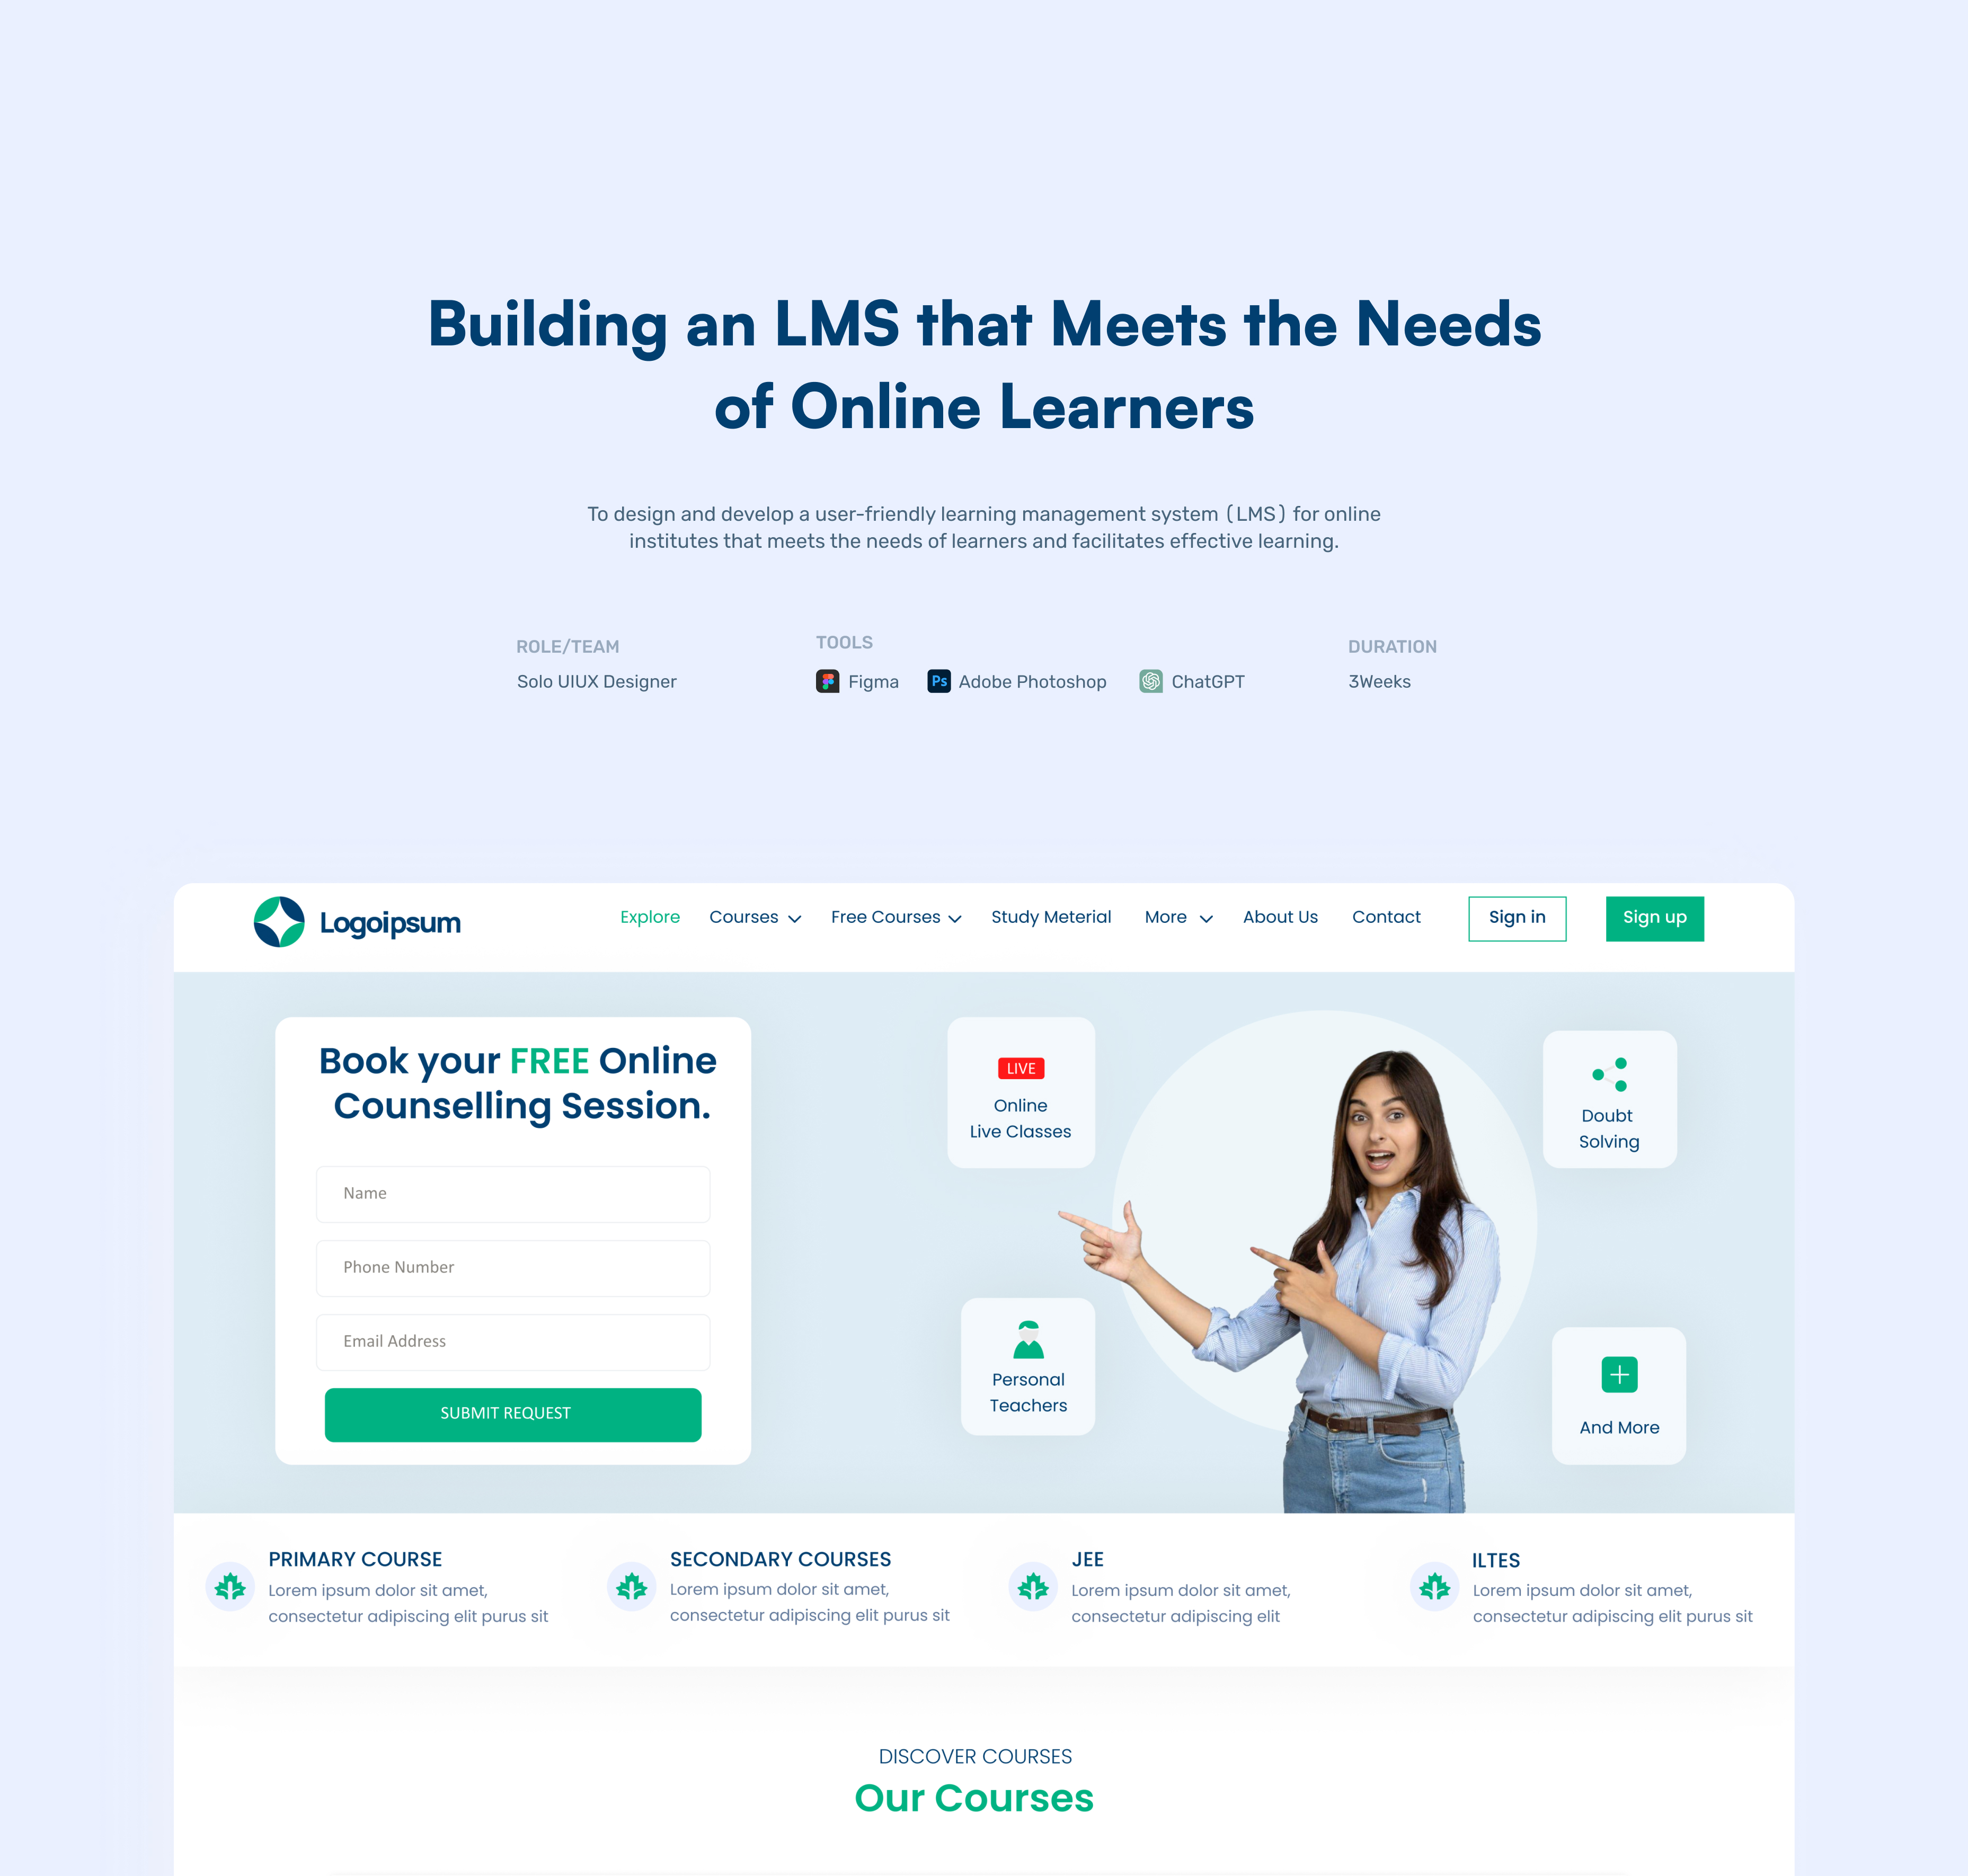 Building an LMS that Meets the Needs
of Online Learners
To design and develop a user-friendly learning management system (LMS) for online
institutes that meets the needs of learners and facilitates effective learning.
ROLE/TEAM
Solo UIUX Designer
TOOLS
Figma
Ps
Adobe Photoshop
ChatGPT
DURATION
3Weeks
Logoipsum
Explore
Courses
Free Courses
Study Meterial
More
About Us
Contact
Sign in
Sign up
Book your FREE Online
Counselling Session.
Name
Phone Number
Email Address
SUBMIT REQUEST
LIVE
Online
Live Classes
Doubt
Solving
Personal
Teachers
And More
PRIMARY COURSE
Lorem ipsum dolor sit amet,
consectetur adipiscing elit purus sit
SECONDARY COURSES
Lorem ipsum dolor sit amet,
consectetur adipiscing elit purus sit
JEE
Lorem ipsum dolor sit amet,
consectetur adipiscing elit
ILTES
Lorem ipsum dolor sit amet,
consectetur adipiscing elit purus sit
DISCOVER COURSES
Our Courses